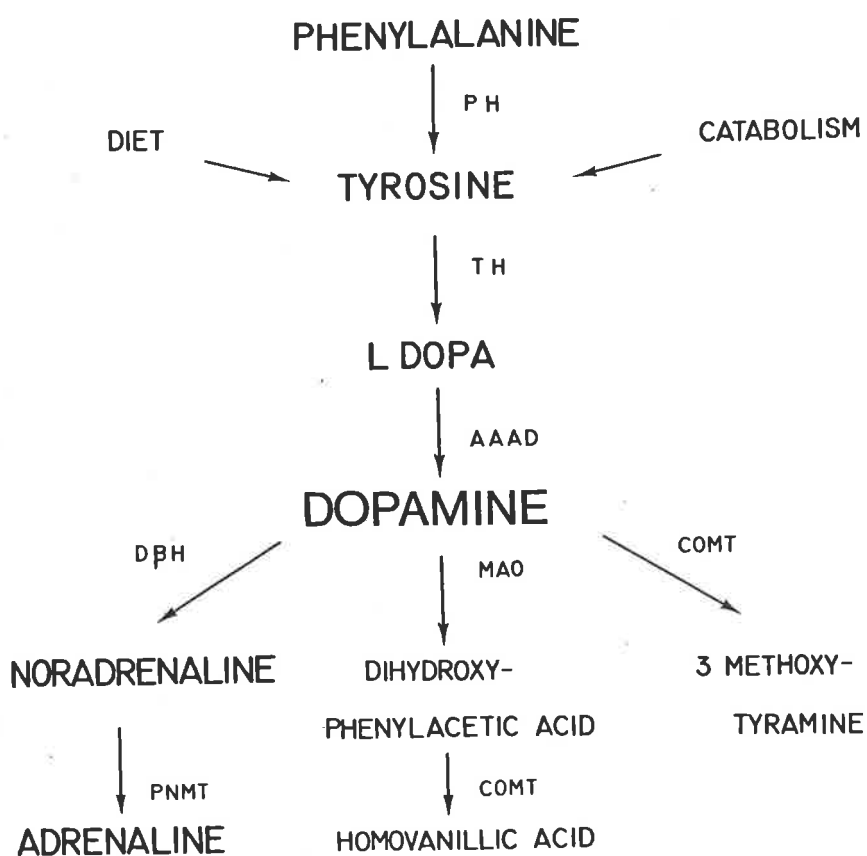 PHENYLALANINE
PH
DIET
CATABOLISM
TYROSINE
TH
L DOPA
AAAD
DOPAMINE
DβH
MAO
COMT
NORADRENALINE
DIHYDROXY-
3 METHOXY-
PHENYLACETIC ACID
TYRAMINE
PNMT
COMT
ADRENALINE
HOMOVANILLIC ACID